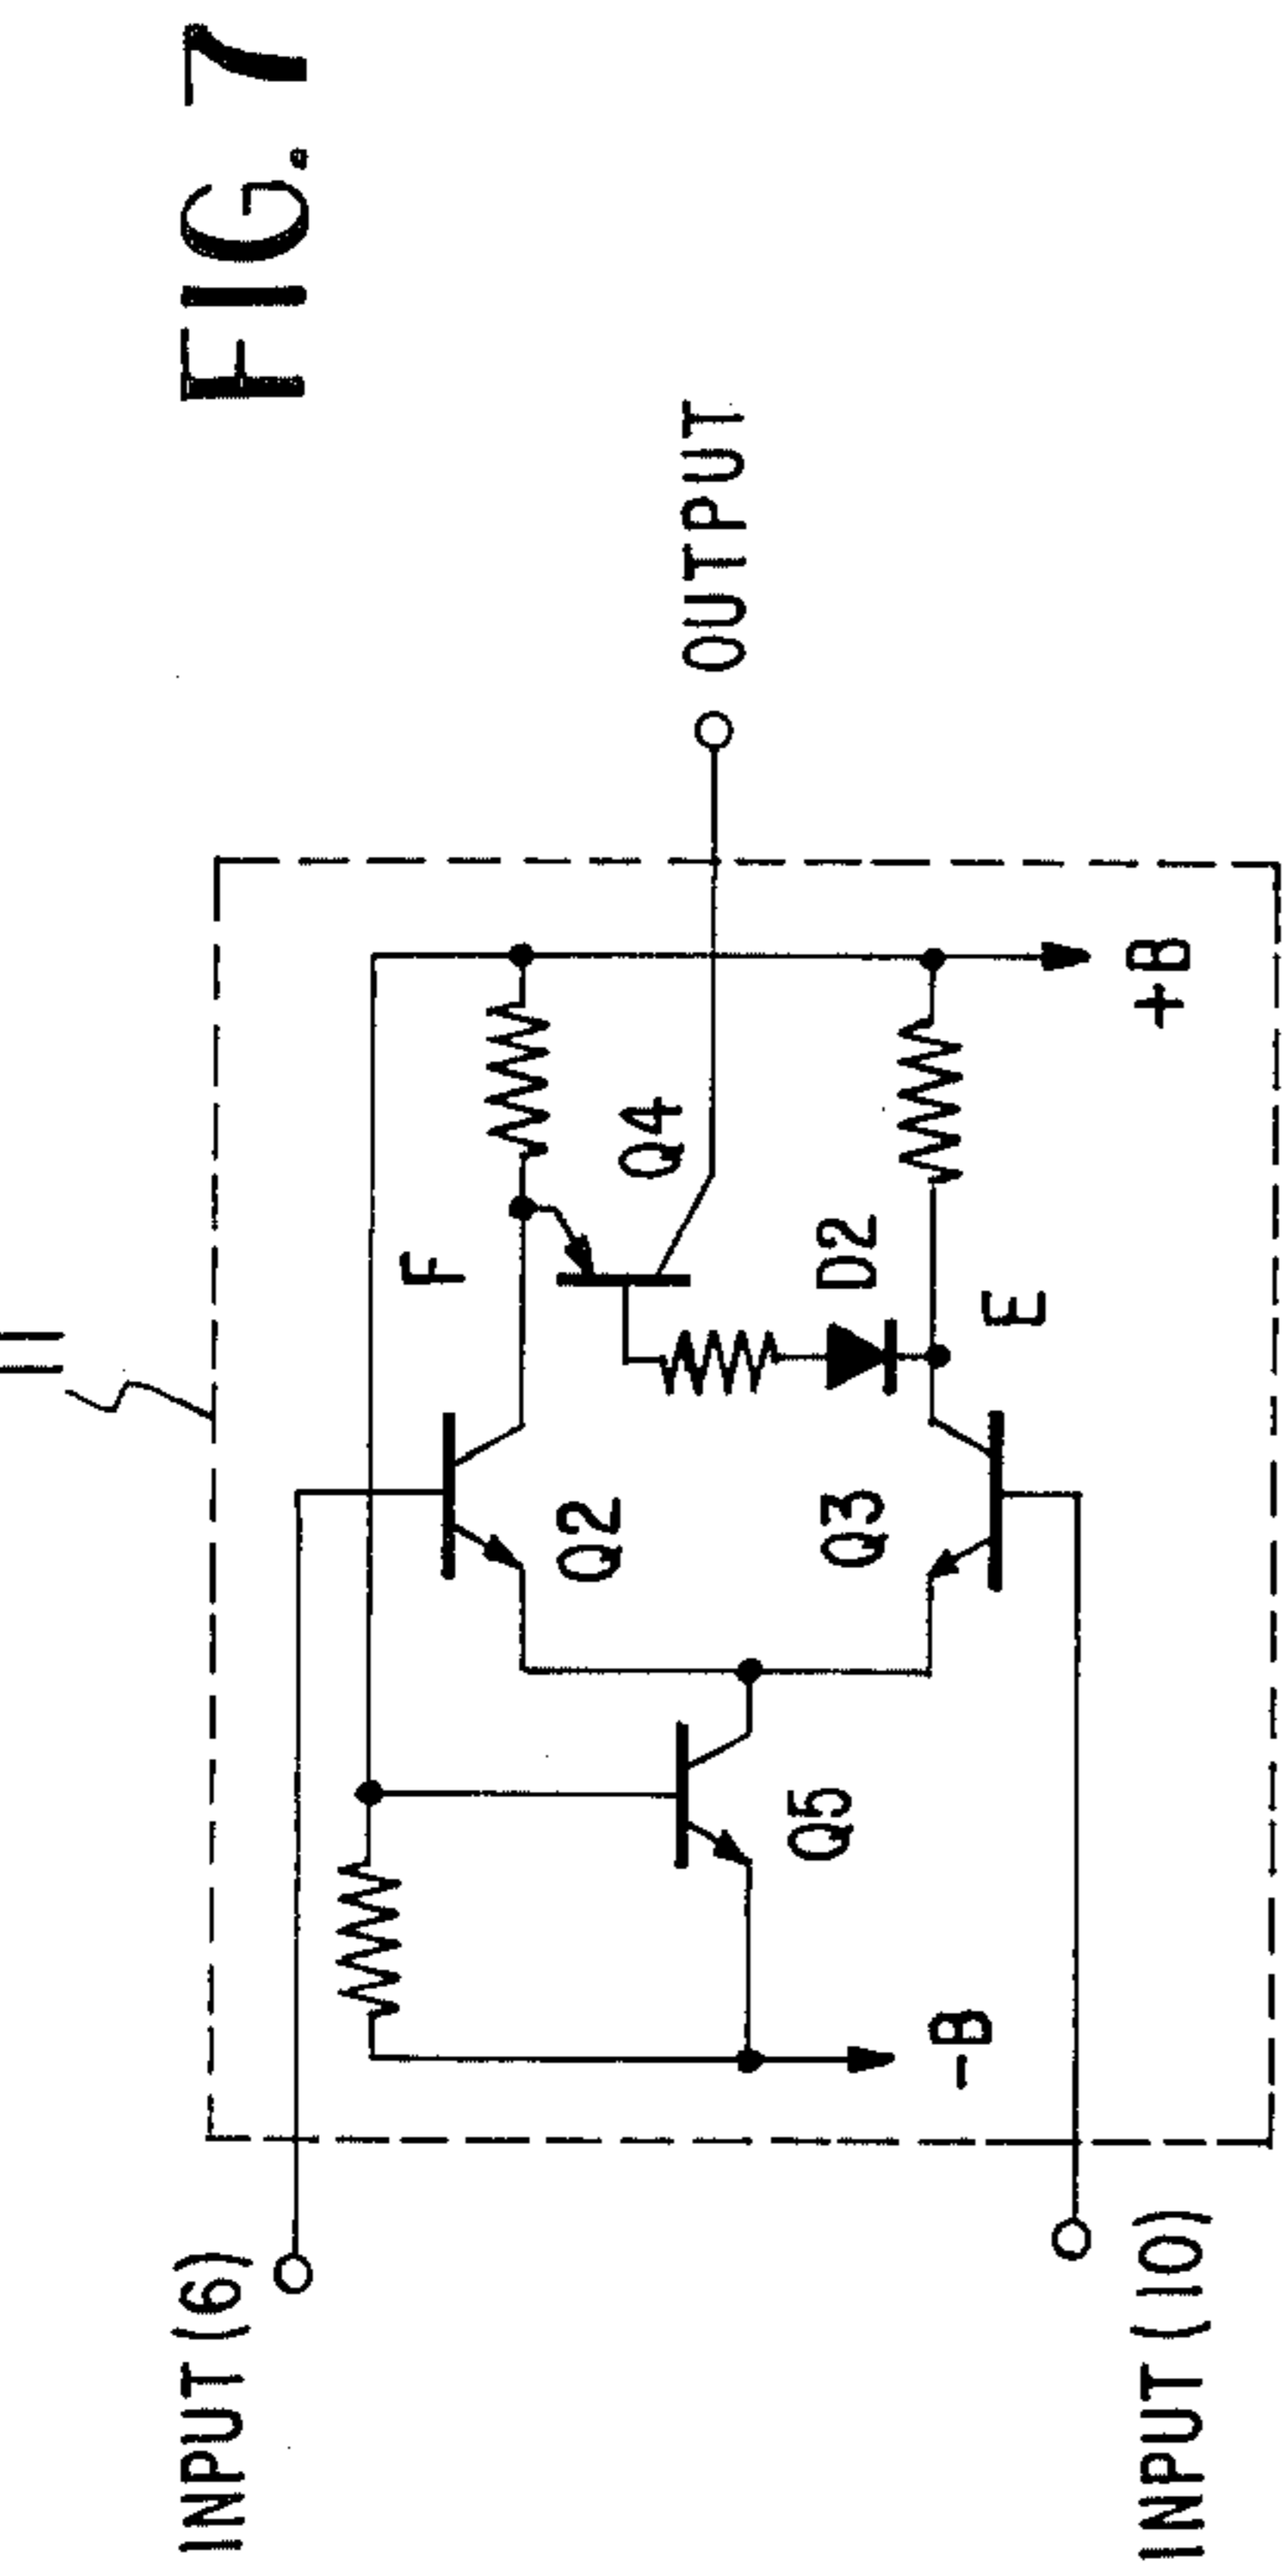 FIG. 7
11
INPUT (6)
INPUT (10)
OUTPUT
F
Q4
Q2
D2
E
Q3
Q5
+B
-B